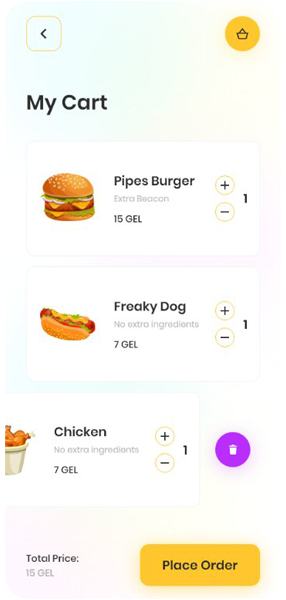 My Cart
Pipes Burger
Extra Beacon
15 GEL
1
Freaky Dog
No extra ingredients
7 GEL
1
Chicken
No extra ingredients
7 GEL
1
Total Price:
15 GEL
Place Order